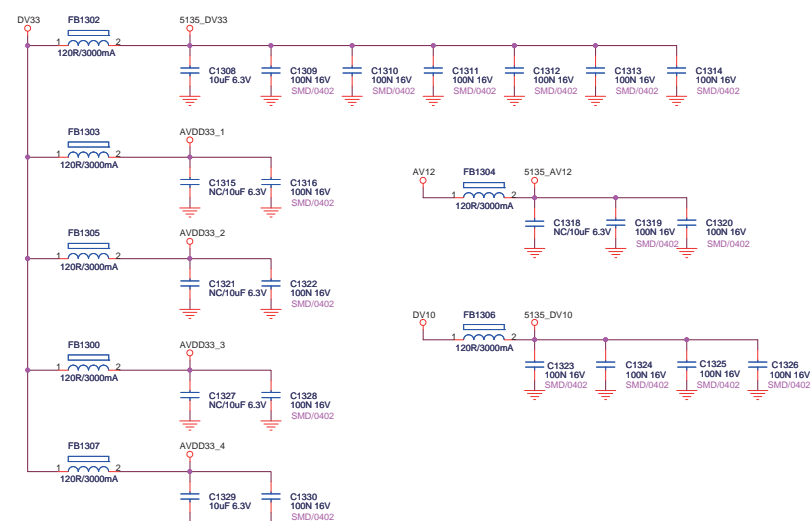 DV33
FB1302
5135_DV33
1
2
120R/3000mA
C1308
10uF 6.3V
C1309
100N 16V
SMD/0402
C1310
100N 16V
SMD/0402
C1311
100N 16V
SMD/0402
C1312
100N 16V
SMD/0402
C1313
100N 16V
SMD/0402
C1314
100N 16V
SMD/0402
FB1303
AVDD33_1
1
2
120R/3000mA
C1315
NC/10uF 6.3V
C1316
100N 16V
SMD/0402
AV12
FB1304
5135_AV12
1
2
120R/3000mA
C1318
NC/10uF 6.3V
C1319
100N 16V
SMD/0402
C1320
100N 16V
SMD/0402
FB1305
AVDD33_2
1
2
120R/3000mA
C1321
NC/10uF 6.3V
C1322
100N 16V
SMD/0402
DV10
FB1306
5135_DV10
1
2
120R/3000mA
C1323
100N 16V
SMD/0402
C1324
100N 16V
SMD/0402
C1325
100N 16V
SMD/0402
C1326
100N 16V
SMD/0402
FB1300
AVDD33_3
1
2
120R/3000mA
C1327
NC/10uF 6.3V
C1328
100N 16V
SMD/0402
FB1307
AVDD33_4
1
2
120R/3000mA
C1329
10uF 6.3V
C1330
100N 16V
SMD/0402